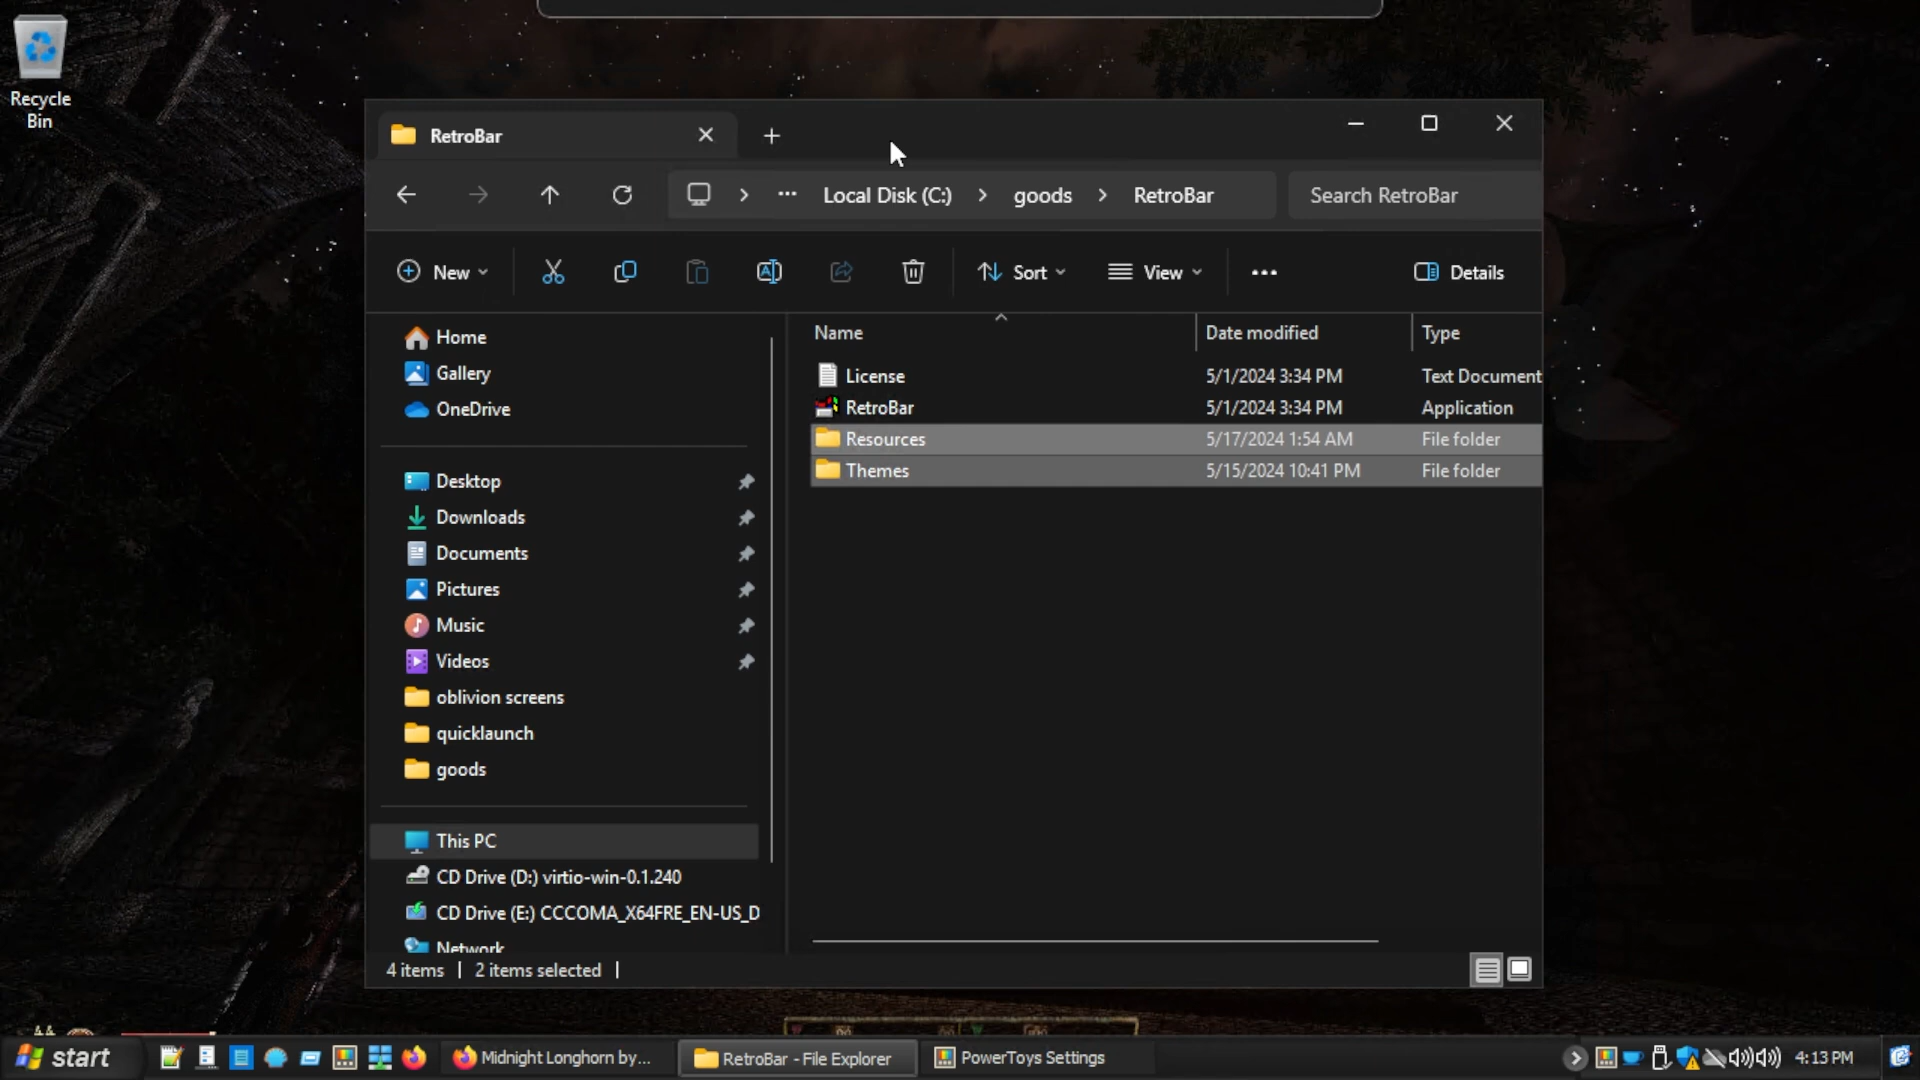 Recycle
Bin
RetroBar
Local Disk (C:)
goods
RetroBar
Search RetroBar
New
Sort
View
Details
Name
Date modified
Type
License
5/1/2024 3:34 PM
Text Document
RetroBar
5/1/2024 3:34 PM
Application
Resources
5/17/2024 1:54 AM
File folder
Themes
5/15/2024 10:41 PM
File folder
Home
Gallery
OneDrive
Desktop
Downloads
Documents
Pictures
Music
Videos
oblivion screens
quicklaunch
goods
This PC
CD Drive (D:) virtio-win-0.1.240
CD Drive (E:) CCCOMA_X64FRE_EN-US_D
Network
4 items
2 items selected
start
Midnight Longhorn by...
RetroBar - File Explorer
PowerToys Settings
4:13 PM